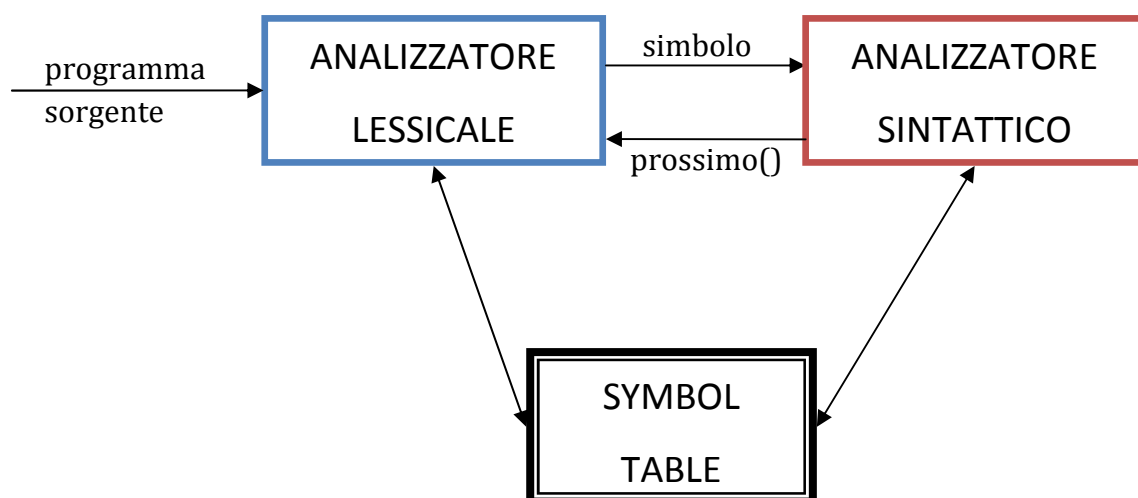 programma
sorgente
ANALIZZATORE
LESSICALE
simbolo
prossimo()
ANALIZZATORE
SINTATTICO
SYMBOL
TABLE